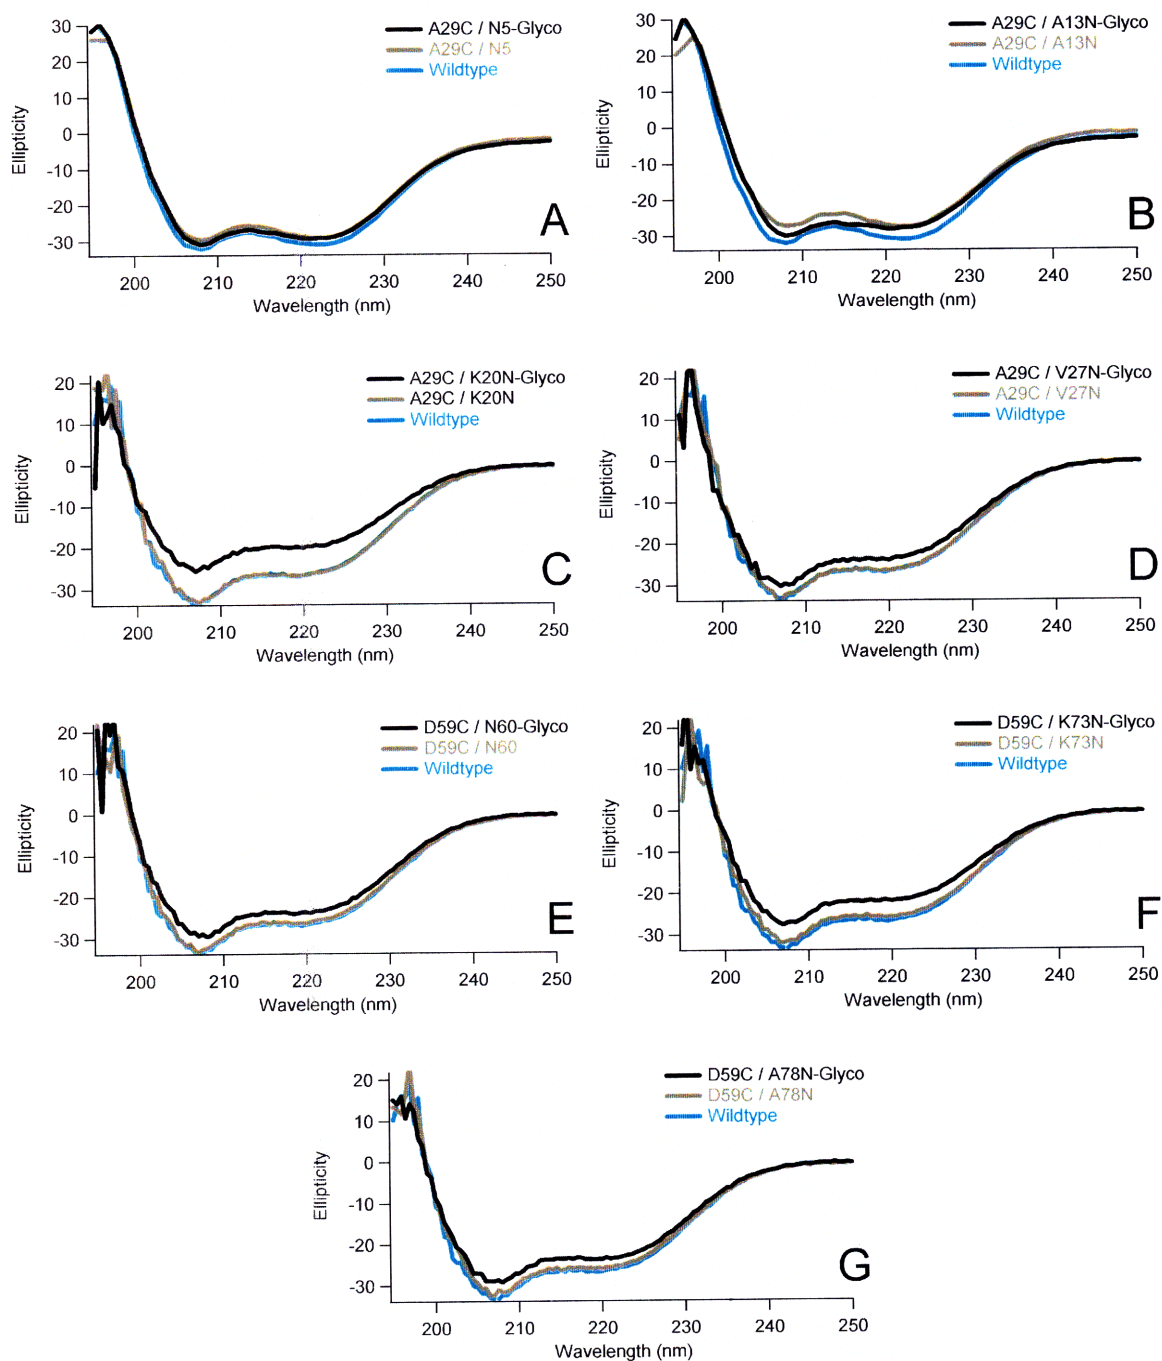 A29C / N5-Glyco
A29C / N5
Wildtype
30
20
10
0
-10
-20
-30
Ellipticity
200
210
220
230
240
250
Wavelength (nm)
A
A29C / A13N-Glyco
A29C / A13N
Wildtype
30
20
10
0
-10
-20
-30
Ellipticity
200
210
220
230
240
250
Wavelength (nm)
B
A29C / K20N-Glyco
A29C / K20N
Wildtype
20
10
0
-10
-20
-30
Ellipticity
200
210
220
230
240
250
Wavelength (nm)
C
A29C / V27N-Glyco
A29C / V27N
Wildtype
20
10
0
-10
-20
-30
Ellipticity
200
210
220
230
240
250
Wavelength (nm)
D
D59C / N60-Glyco
D59C / N60
Wildtype
20
10
0
-10
-20
-30
Ellipticity
200
210
220
230
240
250
Wavelength (nm)
E
D59C / K73N-Glyco
D59C / K73N
Wildtype
20
10
0
-10
-20
-30
Ellipticity
200
210
220
230
240
250
Wavelength (nm)
F
D59C / A78N-Glyco
D59C / A78N
Wildtype
20
10
0
-10
-20
-30
Ellipticity
200
210
220
230
240
250
Wavelength (nm)
G